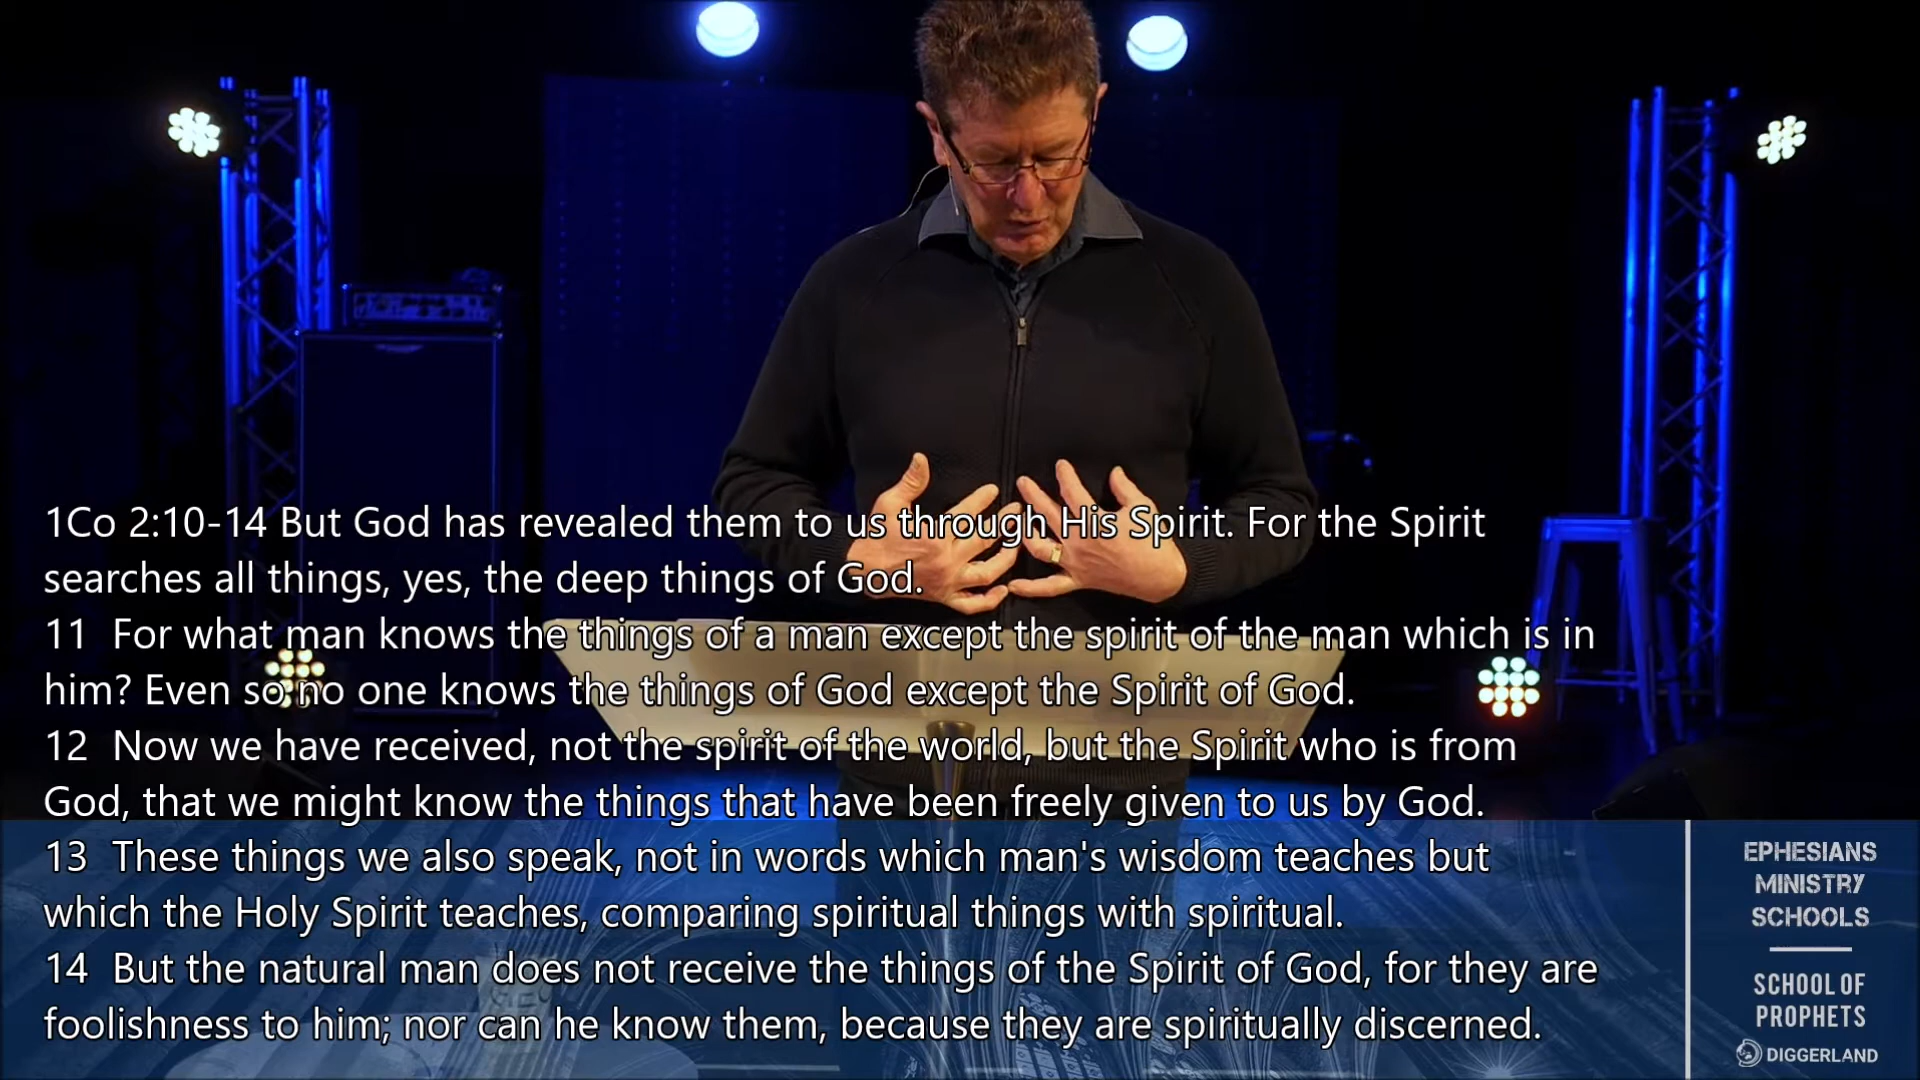 1Co 2:10-14 But God has revealed them to us through His Spirit. For the Spirit
searches all things, yes, the deep things of God.
11  For what man knows the things of a man except the spirit of the man which is in
him? Even so no one knows the things of God except the Spirit of God.
12  Now we have received, not the spirit of the world, but the Spirit who is from
God, that we might know the things that have been freely given to us by God.
13  These things we also speak, not in words which man's wisdom teaches but
which the Holy Spirit teaches, comparing spiritual things with spiritual.
14  But the natural man does not receive the things of the Spirit of God, for they are
foolishness to him; nor can he know them, because they are spiritually discerned.
EPHESIANS
MINISTRY
SCHOOLS
SCHOOL OF
PROPHETS
DIGGERLAND